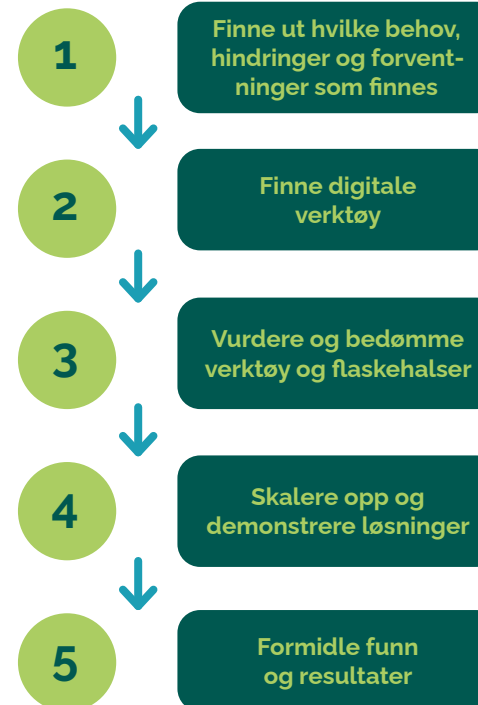 1
Finne ut hvilke behov,
hindringer og forvent-
ninger som finnes
2
Finne digitale
verktøy
3
Vurdere og bedømme
verktøy og flaskehalser
4
Skalere opp og
demonstrere løsninger
5
Formidle funn
og resultater